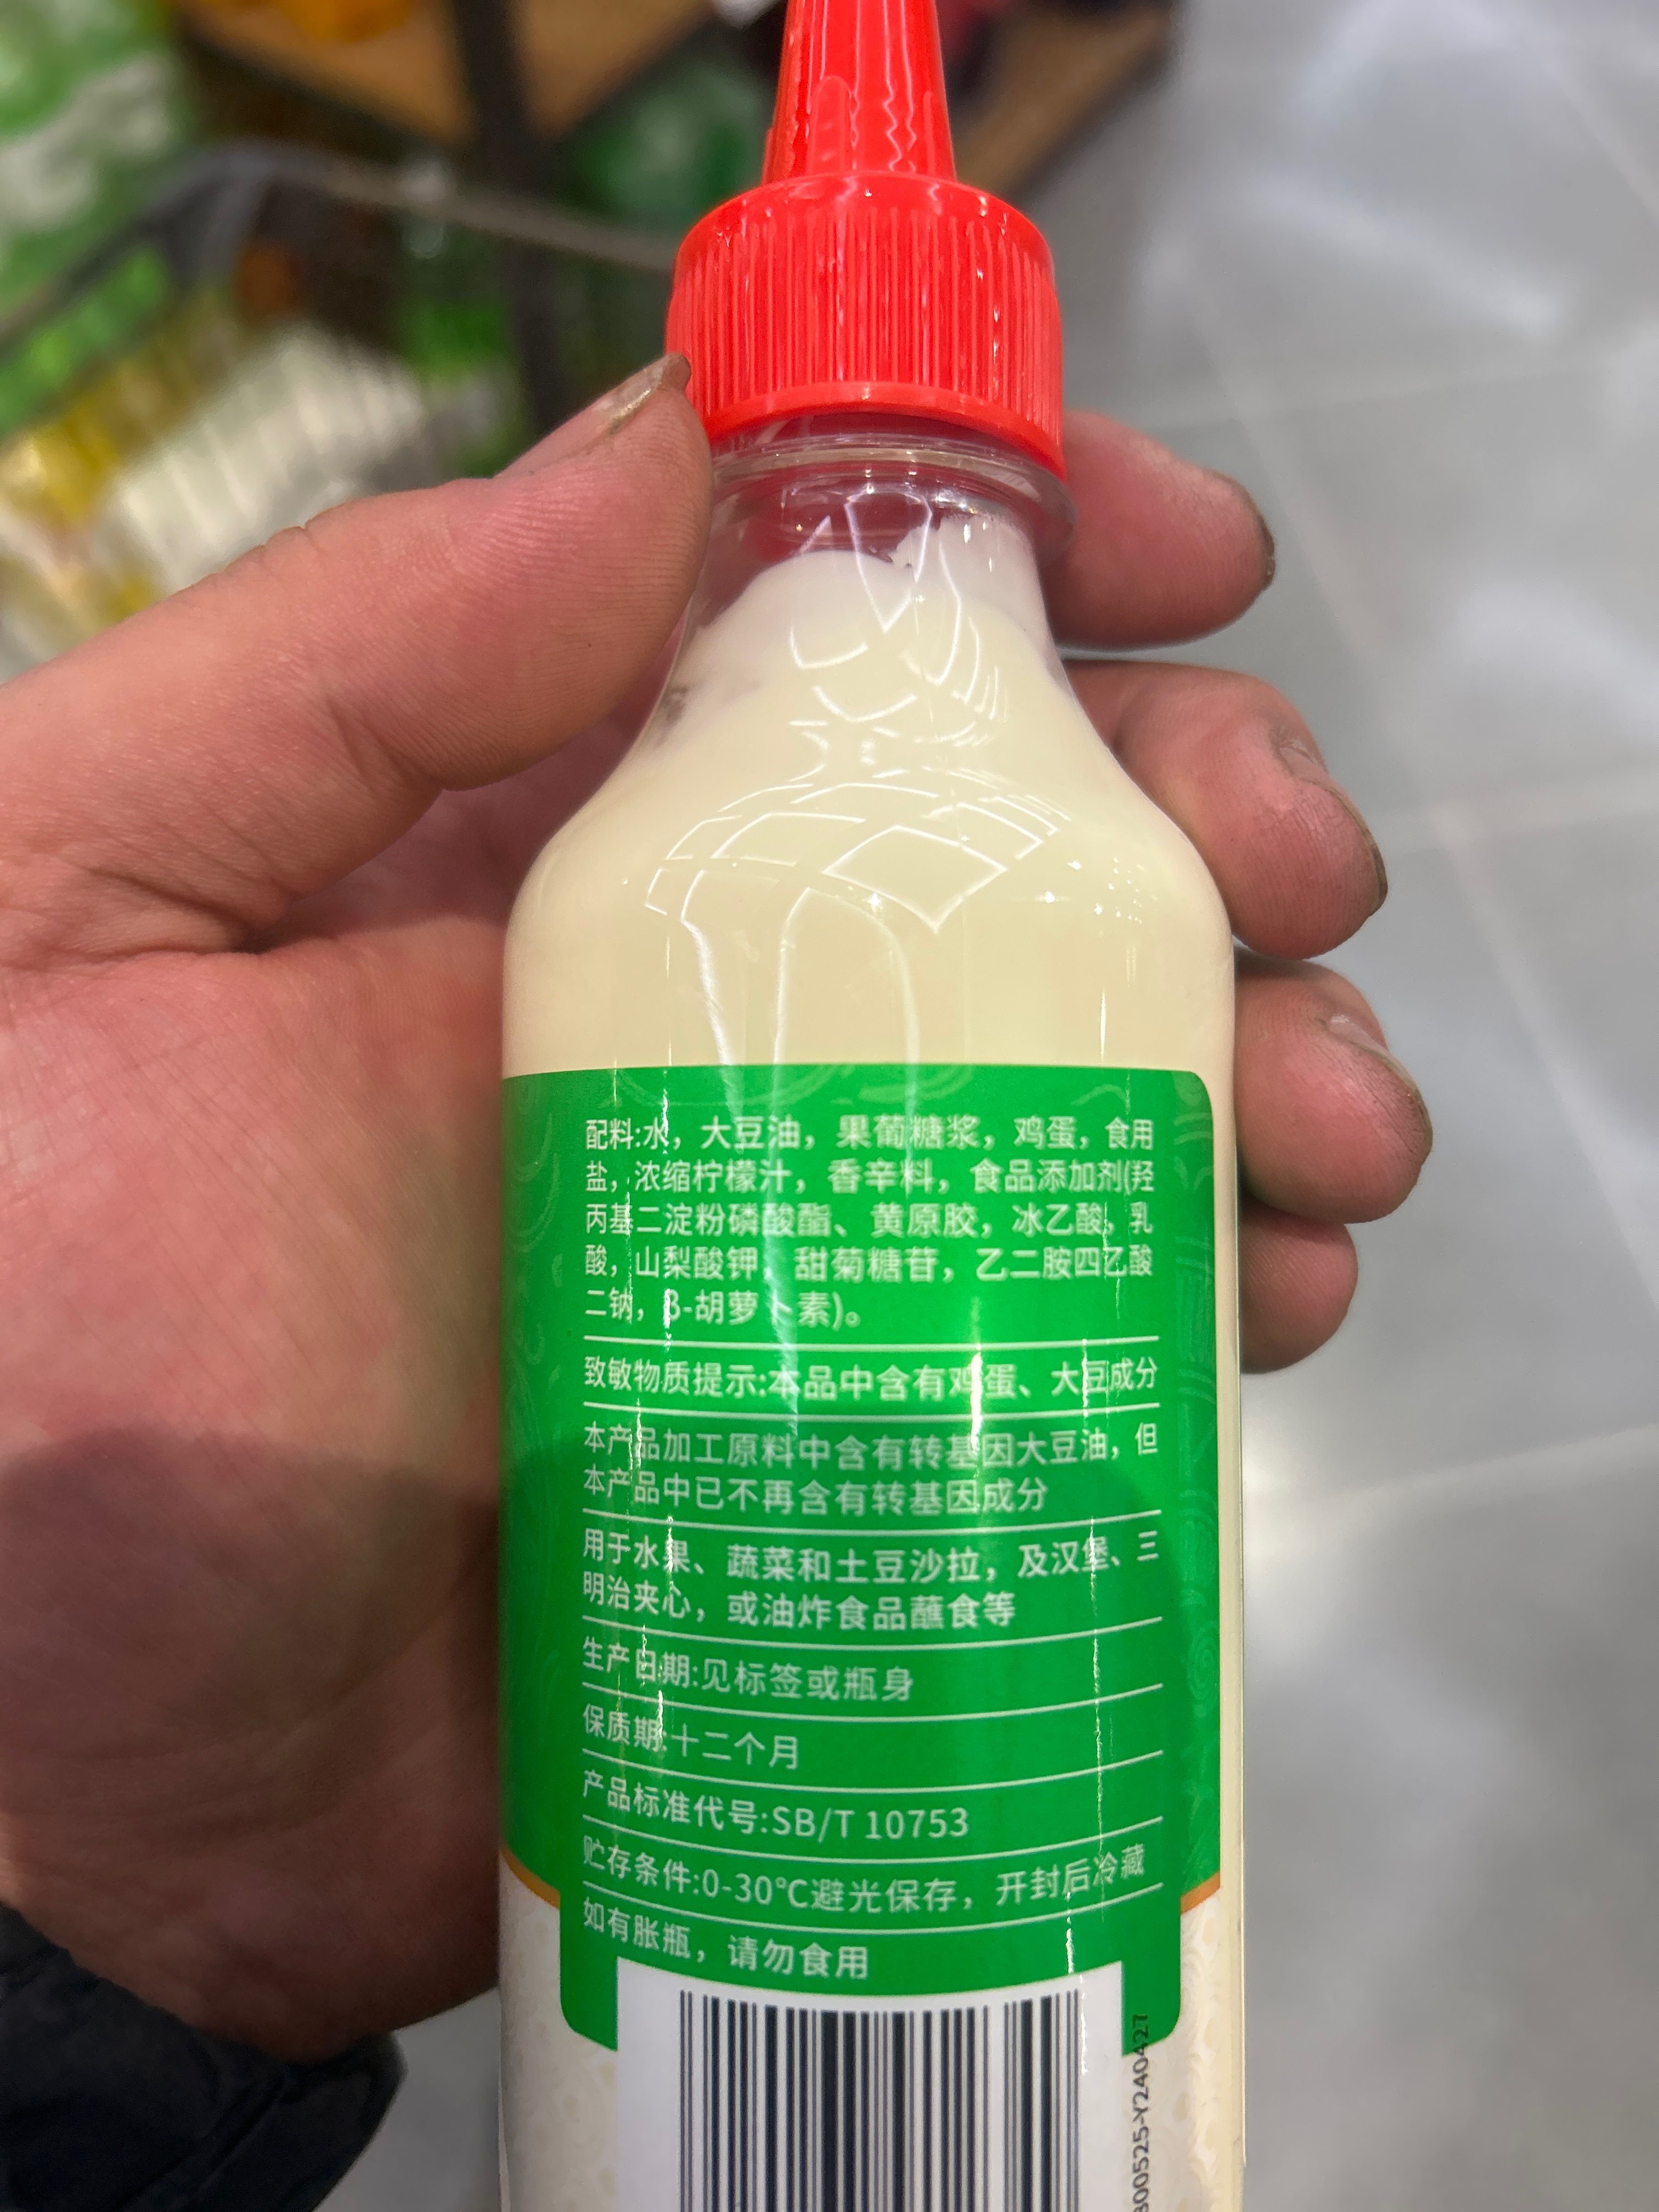 配料:水，大豆油，果葡糖浆，鸡蛋，食用
盐，浓缩柠檬汁，香辛料，食品添加剂(羟
丙基二淀粉磷酸酯、黄原胶，冰乙酸，乳
酸，山梨酸钾，甜菊糖苷，乙二胺四乙酸
二钠，β-胡萝卜素)。
致敏物质提示:本品中含有鸡蛋、大豆成分
本产品加工原料中含有转基因大豆油，但
本产品中已不再含有转基因成分
用于水果、蔬菜和土豆沙拉，及汉堡、三
明治夹心，或油炸食品蘸食等
生产日期:见标签或瓶身
保质期:十二个月
产品标准代号:SB/T 10753
贮存条件:0-30℃避光保存，开封后冷藏
如有胀瓶，请勿食用